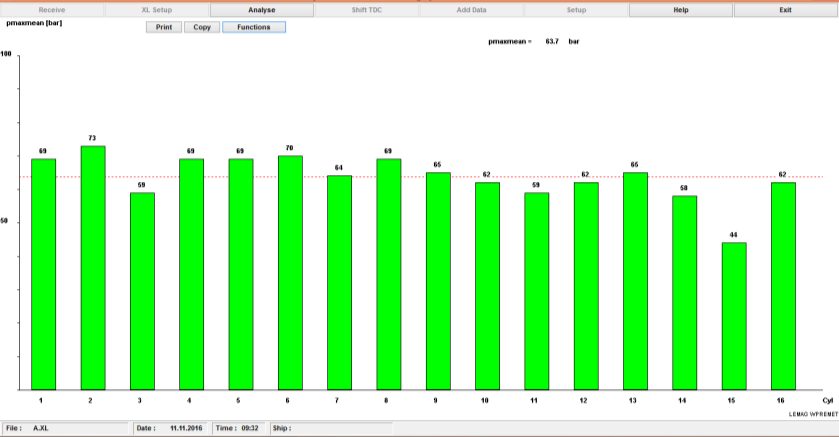 Receive XL Setup Analyse Shift TDC Add Data Setup Help Exit
pmaxmean [bar] Print Copy Functions
pmaxmean = 63.7 bar
100
69 73 59 69 69 70 64 69 65 62 59 62 65 58 44 62
50
1 2 3 4 5 6 7 8 9 10 11 12 13 14 15 16 Cyl
LEMAG WPREMET
File : A.XL Date : 11.11.2016 Time : 09:32 Ship :